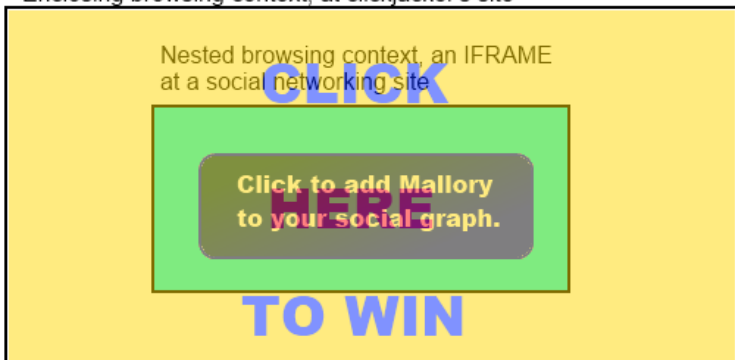 Enclosing browsing context, at clickjacker's site
Nested browsing context, an IFRAME
at a social networking site
CLICK
Click to add Mallory
HERE
to your social graph.
TO WIN